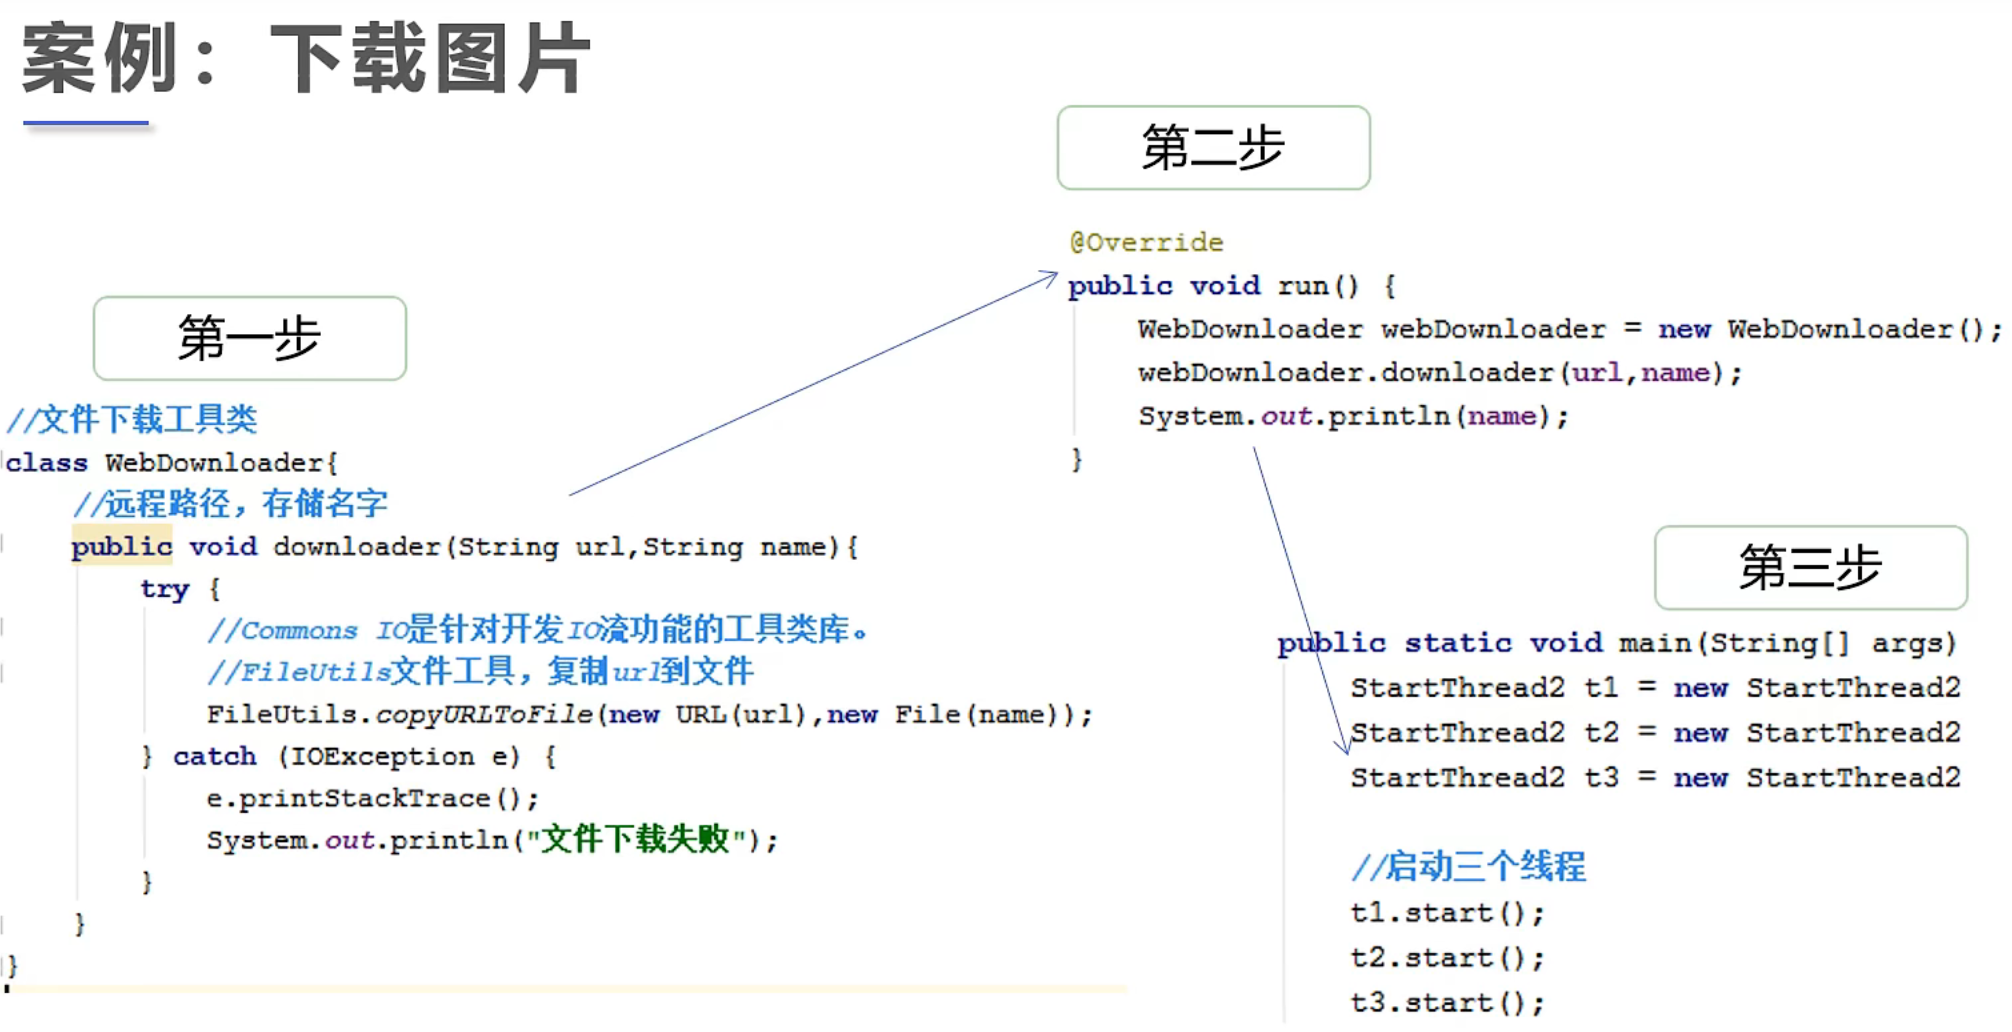 案例：下载图片
第一步
//文件下载工具类
class WebDownloader{
//远程路径，存储名字
public void downloader(String url,String name){
try {
//Commons IO是针对开发IO流功能的工具类库。
//FileUtils文件工具，复制url到文件
FileUtils.copyURLToFile(new URL(url),new File(name));
} catch (IOException e) {
e.printStackTrace();
System.out.println("文件下载失败");
}
}
}
第二步
@Override
public void run() {
WebDownloader webDownloader = new WebDownloader();
webDownloader.downloader(url,name);
System.out.println(name);
}
第三步
public static void main(String[] args)
StartThread2 t1 = new StartThread2
StartThread2 t2 = new StartThread2
StartThread2 t3 = new StartThread2
//启动三个线程
t1.start();
t2.start();
t3.start();